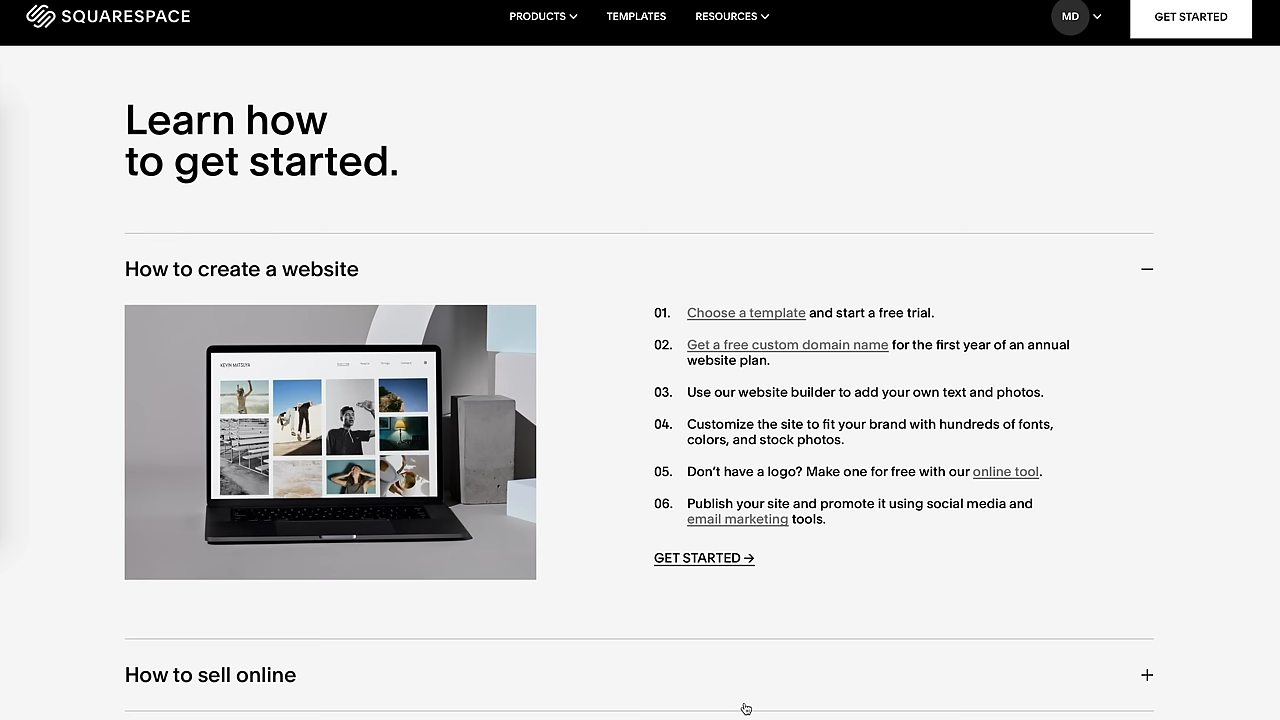 SQUARESPACE
PRODUCTS
TEMPLATES
RESOURCES
MD
GET STARTED
Learn how
to get started.
How to create a website
KEVIN MATSUYA
01. Choose a template and start a free trial.
02. Get a free custom domain name for the first year of an annual
website plan.
03. Use our website builder to add your own text and photos.
04. Customize the site to fit your brand with hundreds of fonts,
colors, and stock photos.
05. Don't have a logo? Make one for free with our online tool.
06. Publish your site and promote it using social media and
email marketing tools.
GET STARTED →
How to sell online